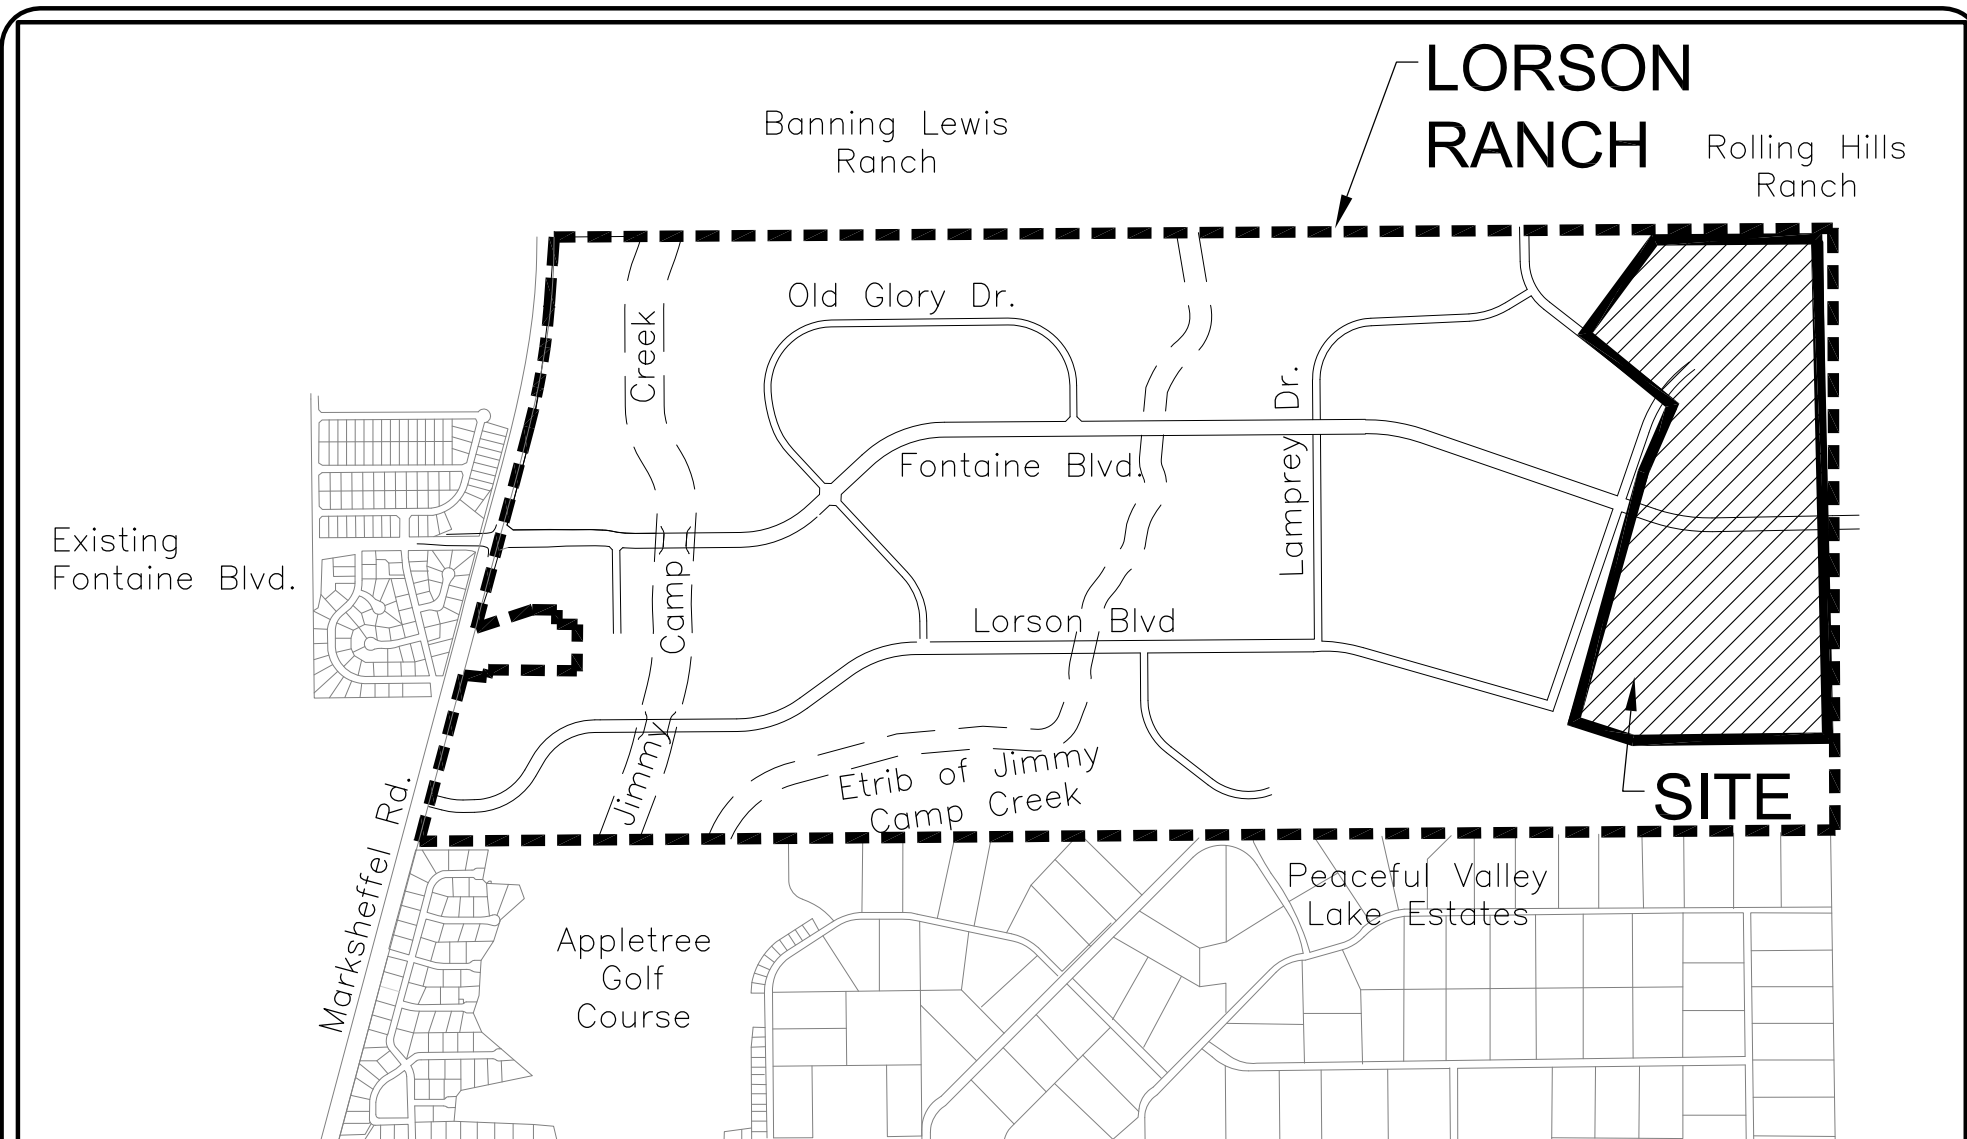 LORSON
RANCH
Banning Lewis
Ranch
Rolling Hills
Ranch
Old Glory Dr.
Creek
Fontaine Blvd.
Lamprey Dr.
Existing
Fontaine Blvd.
Camp
Lorson Blvd
Jimmy
Etrib of Jimmy
Camp Creek
SITE
Marksheffel Rd.
Peaceful Valley
Lake Estates
Appletree
Golf
Course